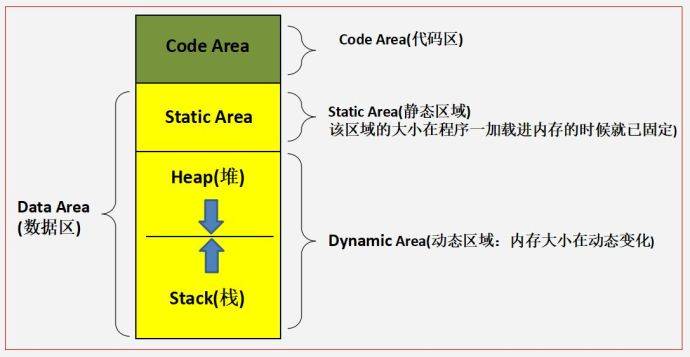 Code Area
Code Area(代码区)
Static Area
Static Area(静态区域)
该区域的大小在程序一加载进内存的时候就已固定)
Heap(堆)
Data Area
(数据区)
Dynamic Area(动态区域：内存大小在动态变化)
Stack(栈)